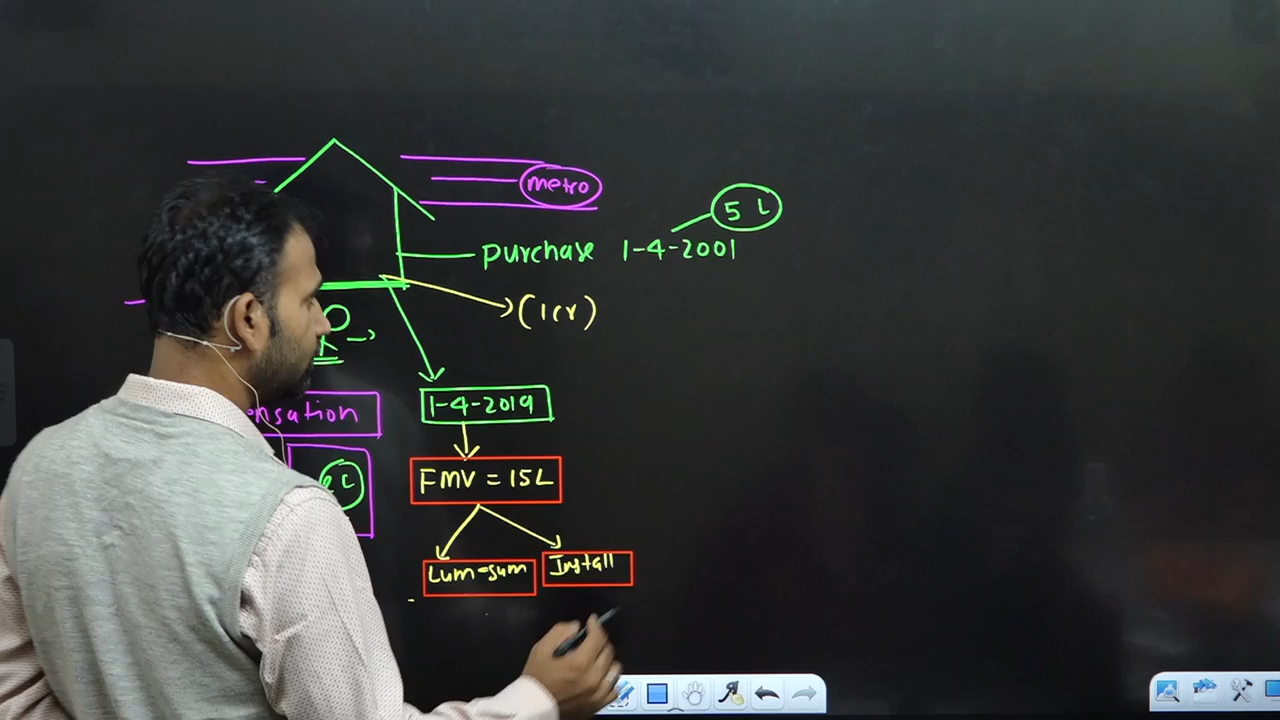 metro
5 L
purchase 1-4-2001
(1cr)
1-4-2019
ensation
FMV = 15L
L
Lum-sum
Install